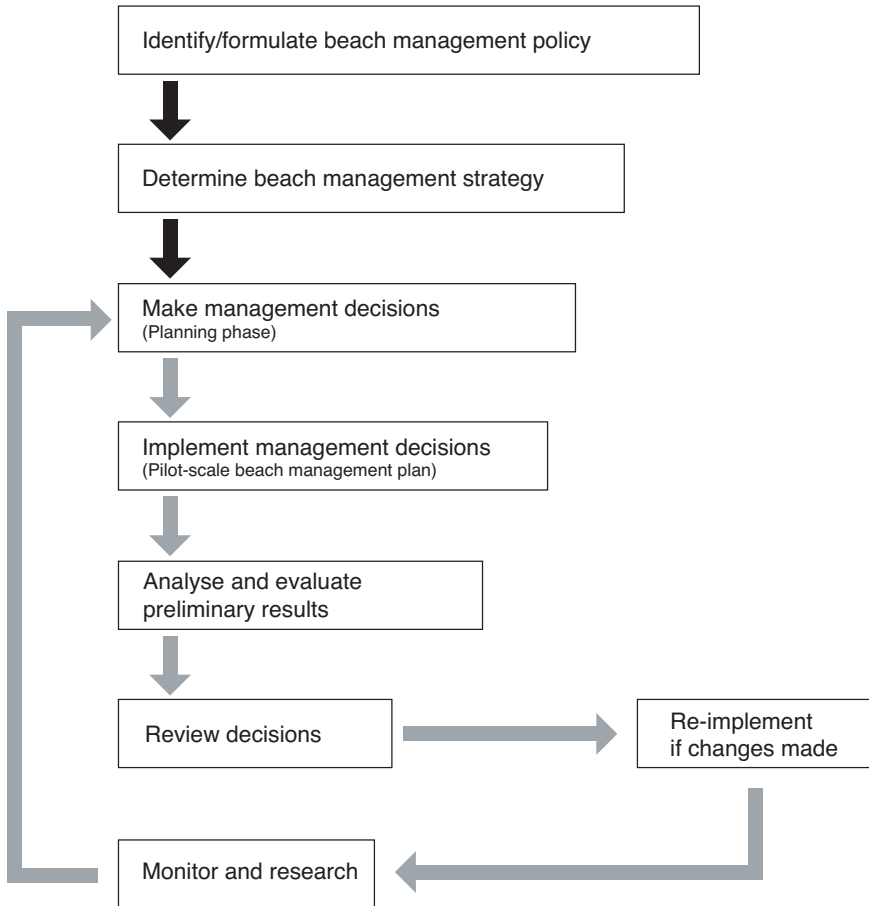 Identify/formulate beach management policy
Determine beach management strategy
Make management decisions
(Planning phase)
Implement management decisions
(Pilot-scale beach management plan)
Analyse and evaluate
preliminary results
Review decisions
Re-implement
if changes made
Monitor and research